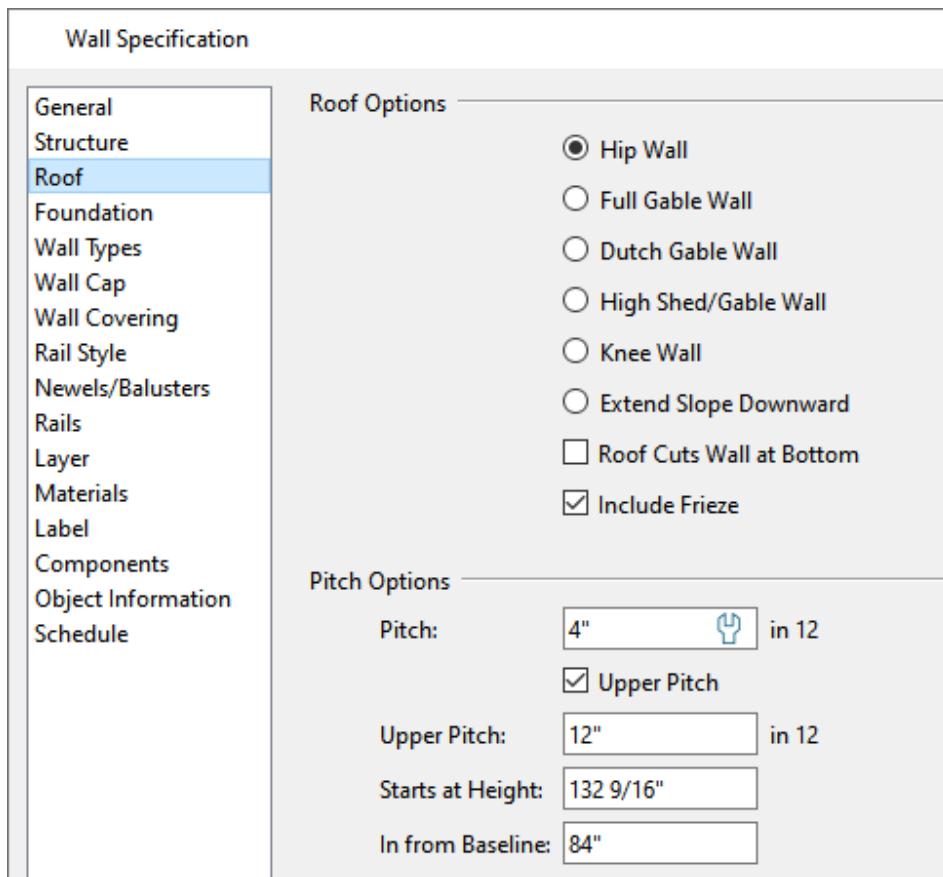 Wall Specification
General
Structure
Roof
Foundation
Wall Types
Wall Cap
Wall Covering
Rail Style
Newels/Balusters
Rails
Layer
Materials
Label
Components
Object Information
Schedule
Roof Options
Hip Wall
Full Gable Wall
Dutch Gable Wall
High Shed/Gable Wall
Knee Wall
Extend Slope Downward
Roof Cuts Wall at Bottom
Include Frieze
Pitch Options
Pitch: 4" in 12
Upper Pitch
Upper Pitch: 12" in 12
Starts at Height: 132 9/16"
In from Baseline: 84"